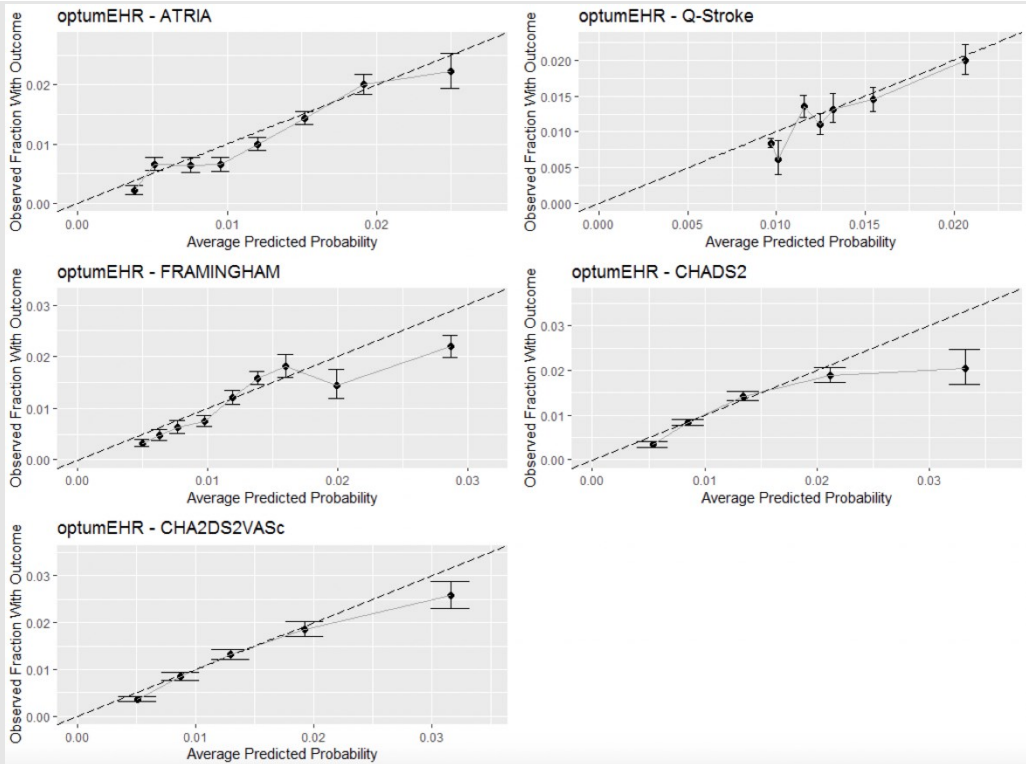 optumEHR - ATRIA
Observed Fraction With Outcome
0.02
0.01
0.00
0.00 0.01 0.02
Average Predicted Probability
optumEHR - Q-Stroke
Observed Fraction With Outcome
0.020
0.015
0.010
0.005
0.000
0.000 0.005 0.010 0.015 0.020
Average Predicted Probability
optumEHR - FRAMINGHAM
Observed Fraction With Outcome
0.03
0.02
0.01
0.00
0.00 0.01 0.02 0.03
Average Predicted Probability
optumEHR - CHADS2
Observed Fraction With Outcome
0.03
0.02
0.01
0.00
0.00 0.01 0.02 0.03
Average Predicted Probability
optumEHR - CHA2DS2VASc
Observed Fraction With Outcome
0.03
0.02
0.01
0.00
0.00 0.01 0.02 0.03
Average Predicted Probability